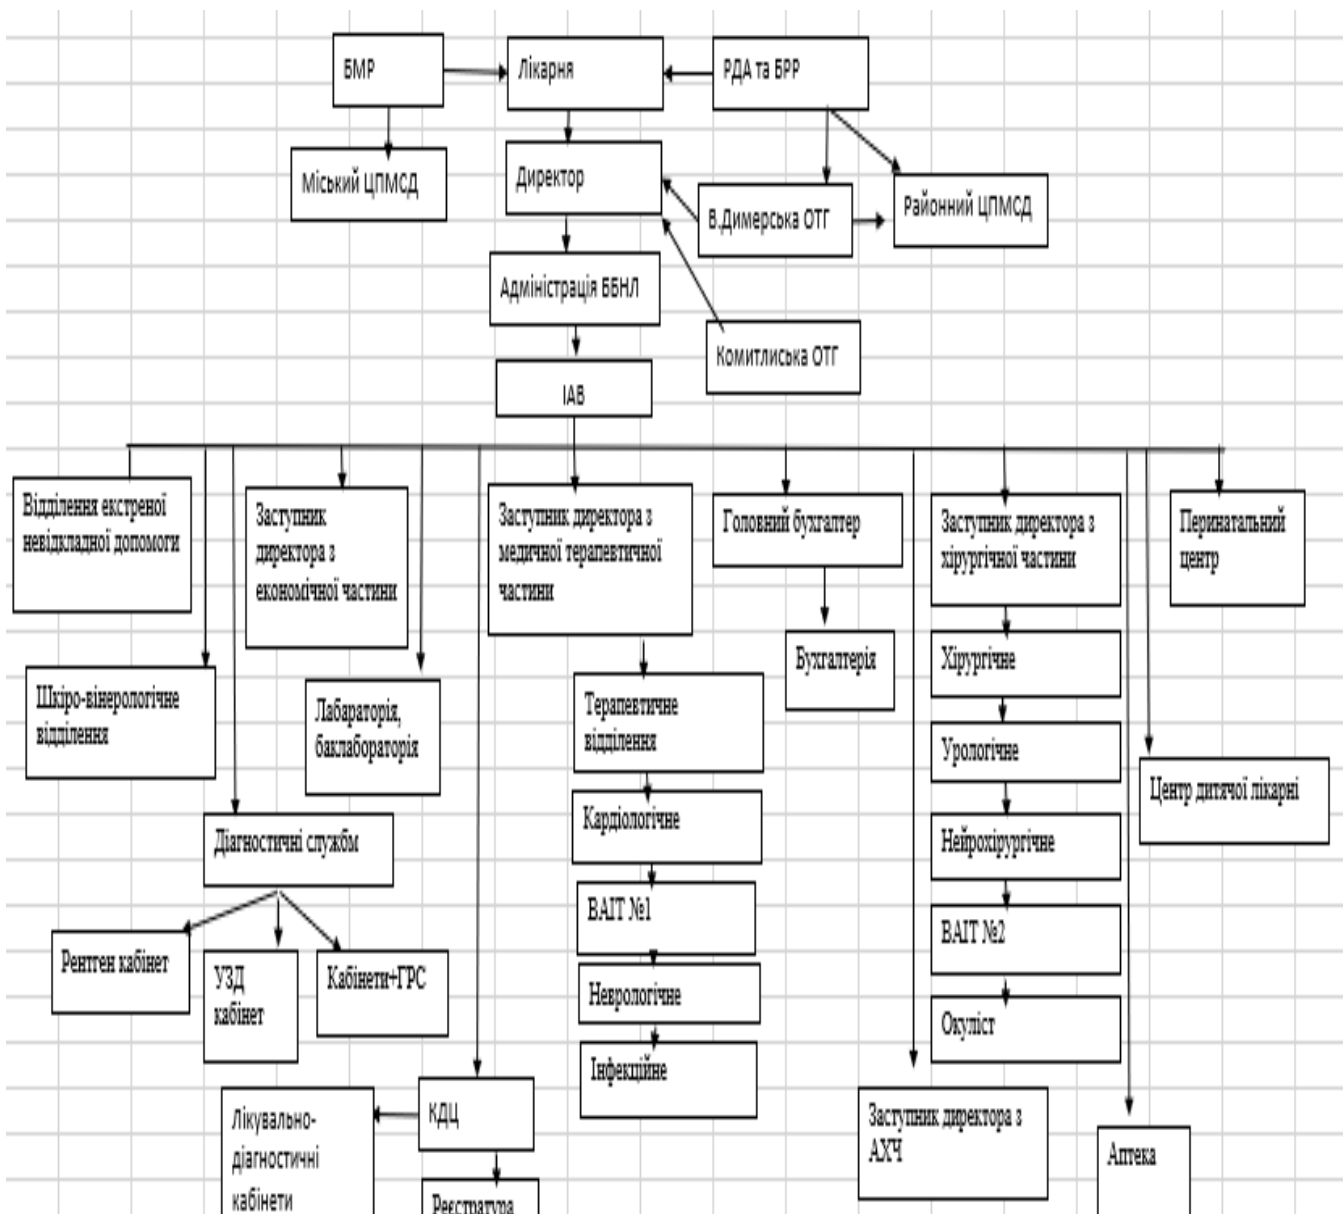 БМР
Лікарня
РДА та БРР
Міський ЦПМСД
Директор
В.Димерська ОТГ
Районний ЦПМСД
Адміністрація ББНЛ
Комитлиська ОТГ
ІАВ
Відділення екстреної
невідкладної допомоги
Заступник
директора з
економічної частини
Заступник директора з
медичної терапевтичної
частини
Головний бухгалтер
Заступник директора з
хірургічної частини
Перинатальний
центр
Шкіро-вінерологічне
відділення
Лабараторія,
баклабораторія
Терапевтичне
відділення
Бухгалтерія
Хірургічне
Урологічне
Центр дитячої лікарні
Діагностичні службм
Кардіологічне
Нейрохірургічне
ВАІТ №1
ВАІТ №2
Рентген кабінет
УЗД
кабінет
Кабінети+ГРС
Неврологічне
Окуліст
Інфекційне
Лікувально-
діагностичні
кабінети
КДЦ
Реєстратура
Заступник директора з
АХЧ
Аптека